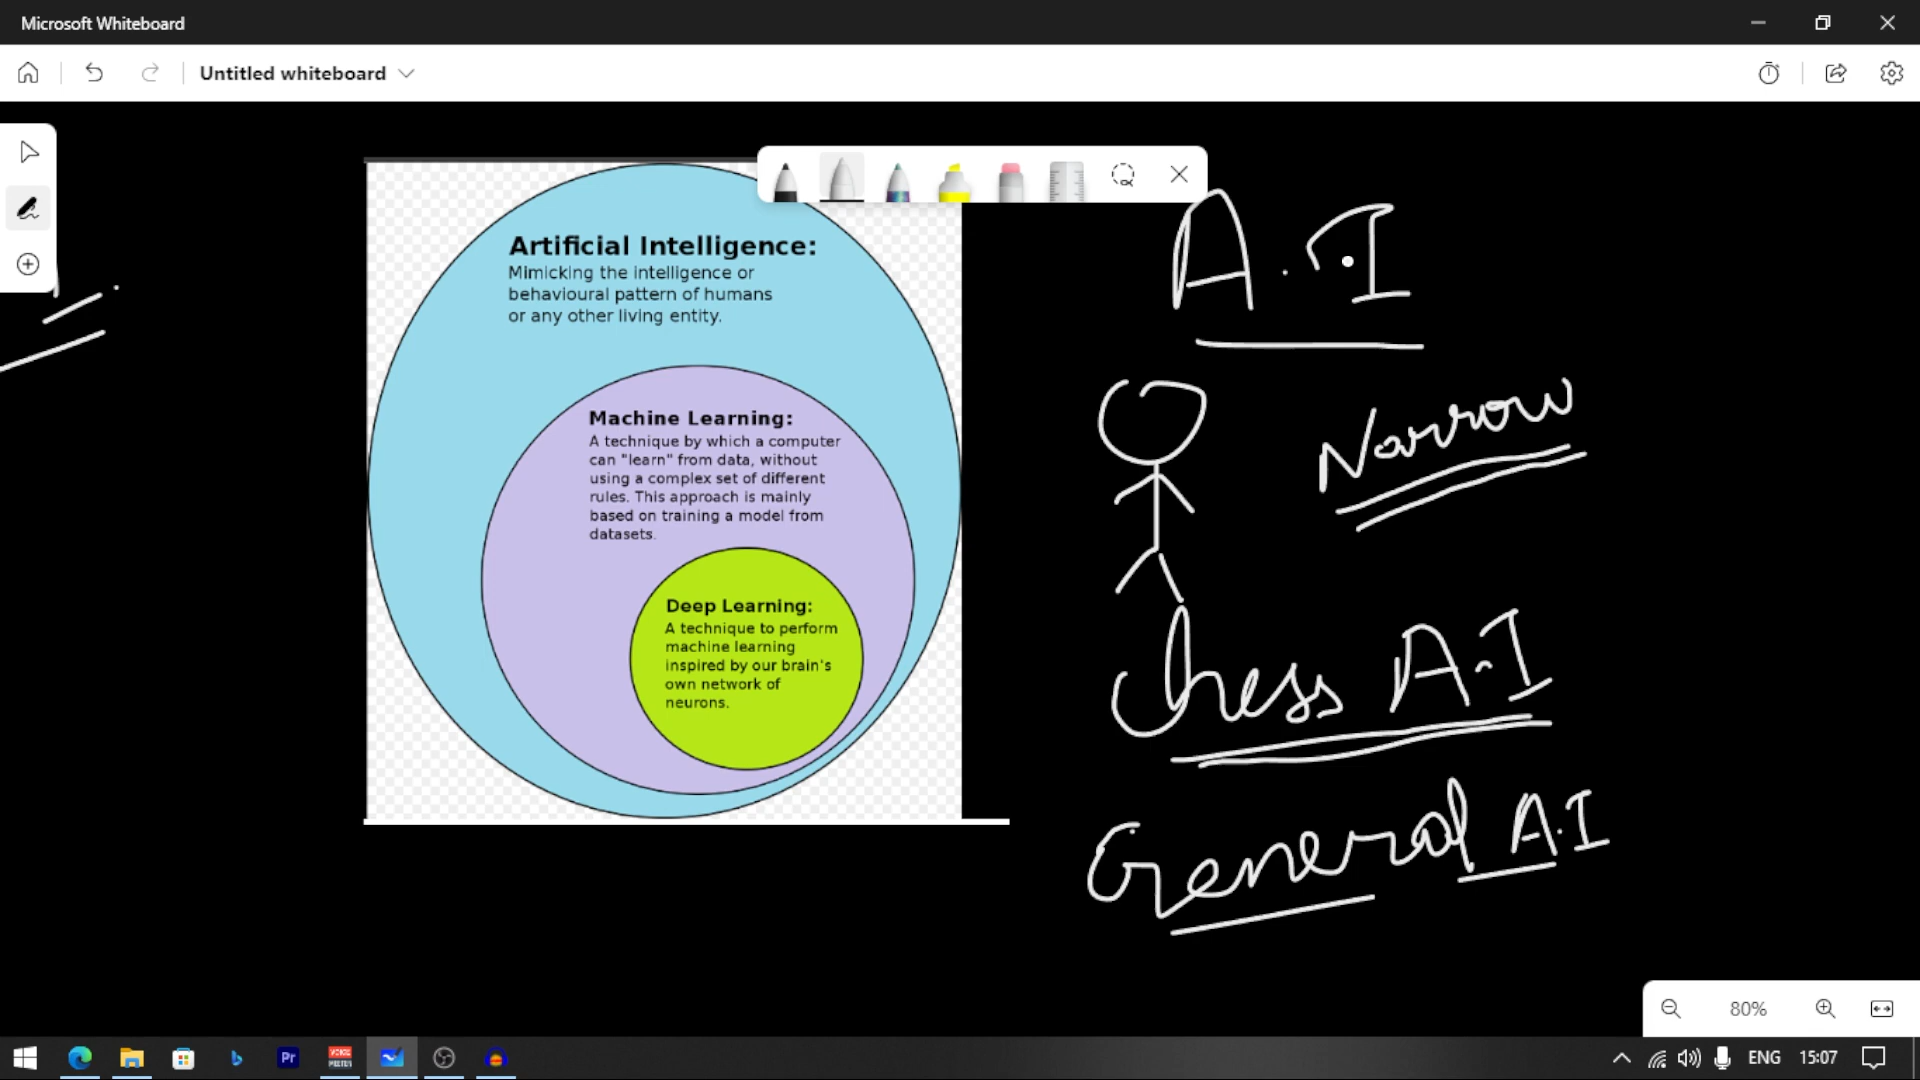 Microsoft Whiteboard
Untitled whiteboard
Artificial Intelligence:
Mimicking the intelligence or
behavioural pattern of humans
or any other living entity.
Machine Learning:
A technique by which a computer
can "learn" from data, without
using a complex set of different
rules. This approach is mainly
based on training a model from
datasets.
Deep Learning:
A technique to perform
machine learning
inspired by our brain's
own network of
neurons.
A.I
Narrow
Chess A.I
General A.I
80%
Pr
VOICE
MEETER
ENG
15:07